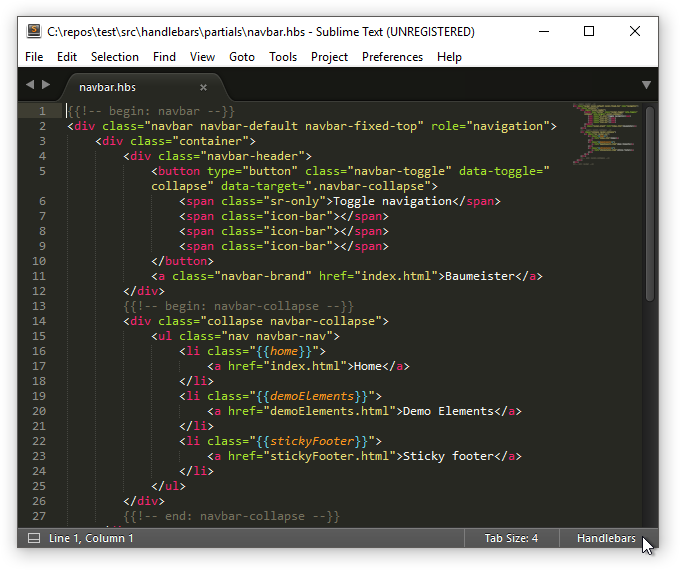 C:\repos\test\src\handlebars\partials\navbar.hbs - Sublime Text (UNREGISTERED)
File Edit Selection Find View Goto Tools Project Preferences Help
navbar.hbs
1 {{!-- begin: navbar --}}
2 <div class="navbar navbar-default navbar-fixed-top" role="navigation">
3 <div class="container">
4 <div class="navbar-header">
5 <button type="button" class="navbar-toggle" data-toggle="
collapse" data-target=".navbar-collapse">
6 <span class="sr-only">Toggle navigation</span>
7 <span class="icon-bar"></span>
8 <span class="icon-bar"></span>
9 <span class="icon-bar"></span>
10 </button>
11 <a class="navbar-brand" href="index.html">Baumeister</a>
12 </div>
13 {{!-- begin: navbar-collapse --}}
14 <div class="collapse navbar-collapse">
15 <ul class="nav navbar-nav">
16 <li class="{{home}}">
17 <a href="index.html">Home</a>
18 </li>
19 <li class="{{demoElements}}">
20 <a href="demoElements.html">Demo Elements</a>
21 </li>
22 <li class="{{stickyFooter}}">
23 <a href="stickyFooter.html">Sticky footer</a>
24 </li>
25 </ul>
26 </div>
27 {{!-- end: navbar-collapse --}}
Line 1, Column 1 Tab Size: 4 Handlebars